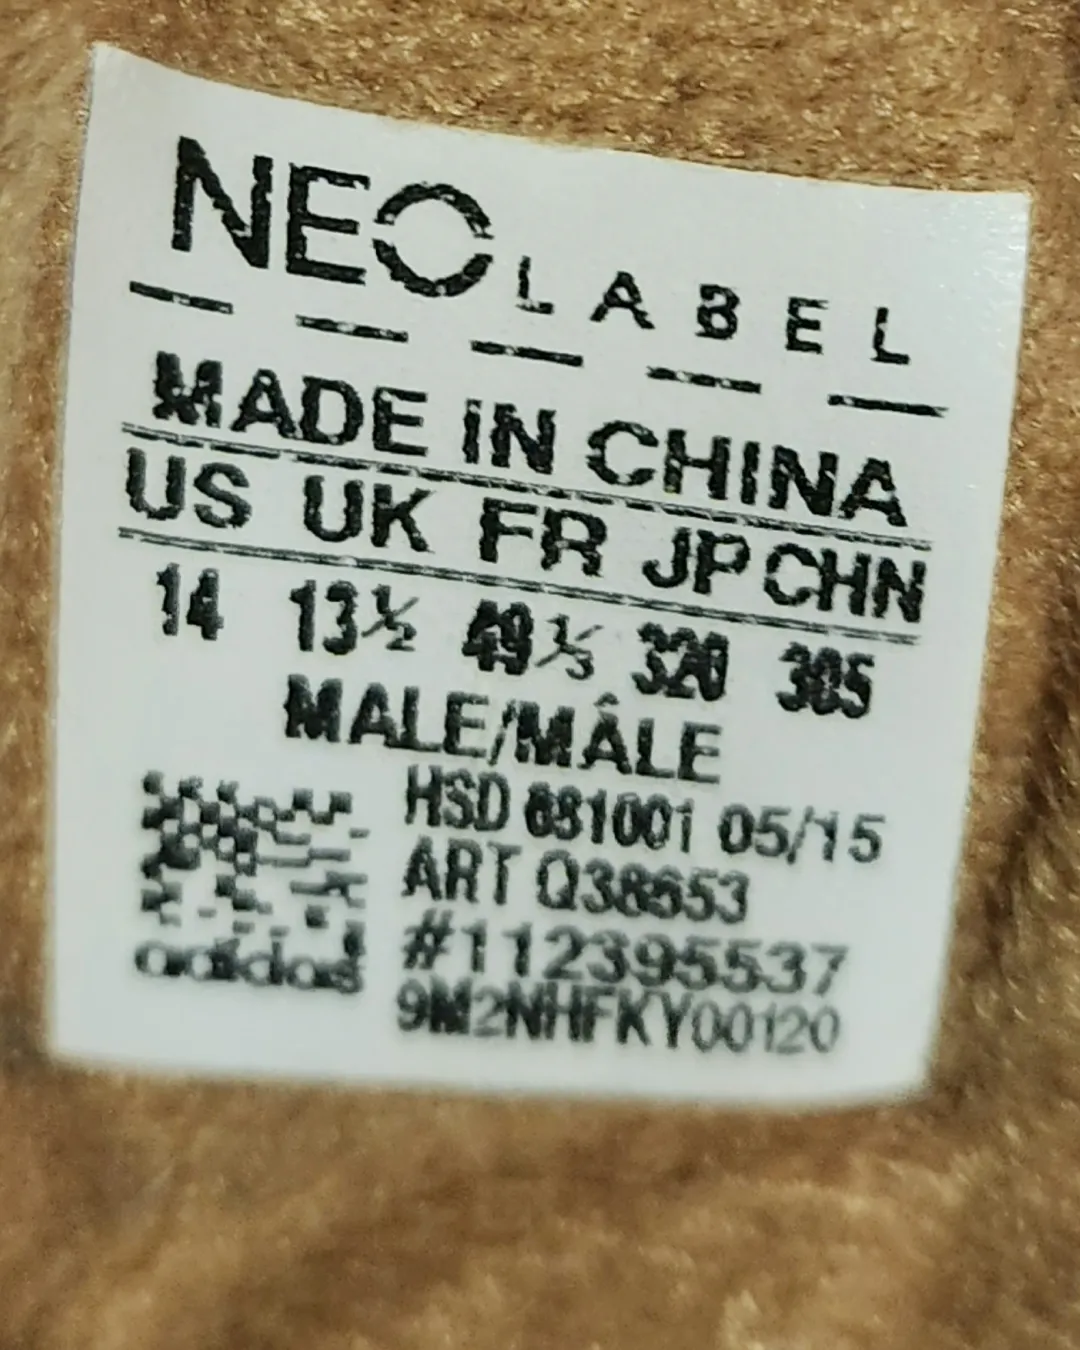 NEO LABEL
MADE IN CHINA
US UK FR JP CHN
14 13½ 49⅓ 320 305
MALE/MÂLE
HSD 681001 05/15
ART Q38653
#112395537
9M2NHFKY00120
adidas